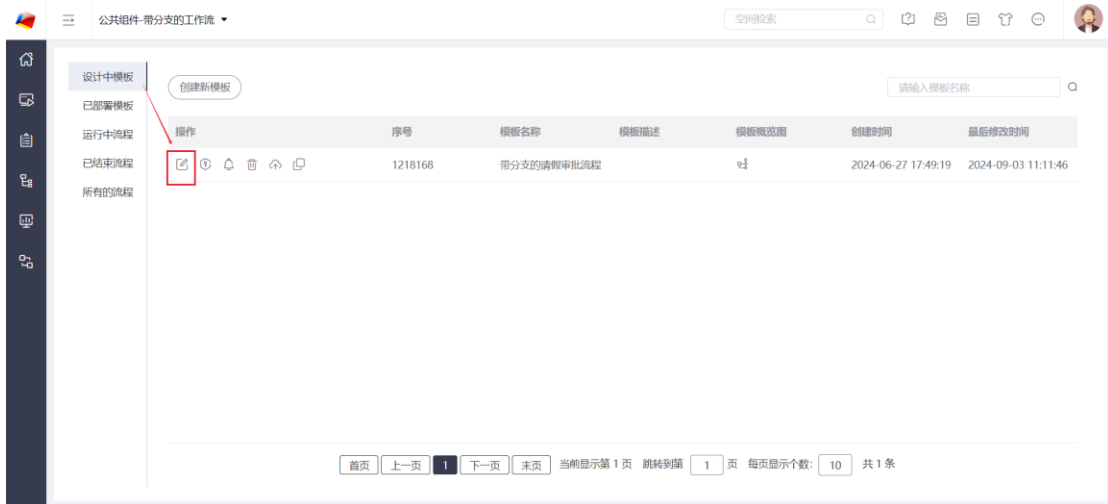 公共组件-带分支的工作流
空间检索
设计中模板
已部署模板
运行中流程
已结束流程
所有的流程
创建新模板
请输入模板名称
操作 序号 模板名称 模板描述 模板概览图 创建时间 最后修改时间
1218168 带分支的请假审批流程 2024-06-27 17:49:19 2024-09-03 11:11:46
首页 上一页 1 下一页 末页 当前显示第 1 页 跳转到第 1 页 每页显示个数: 10 共 1 条